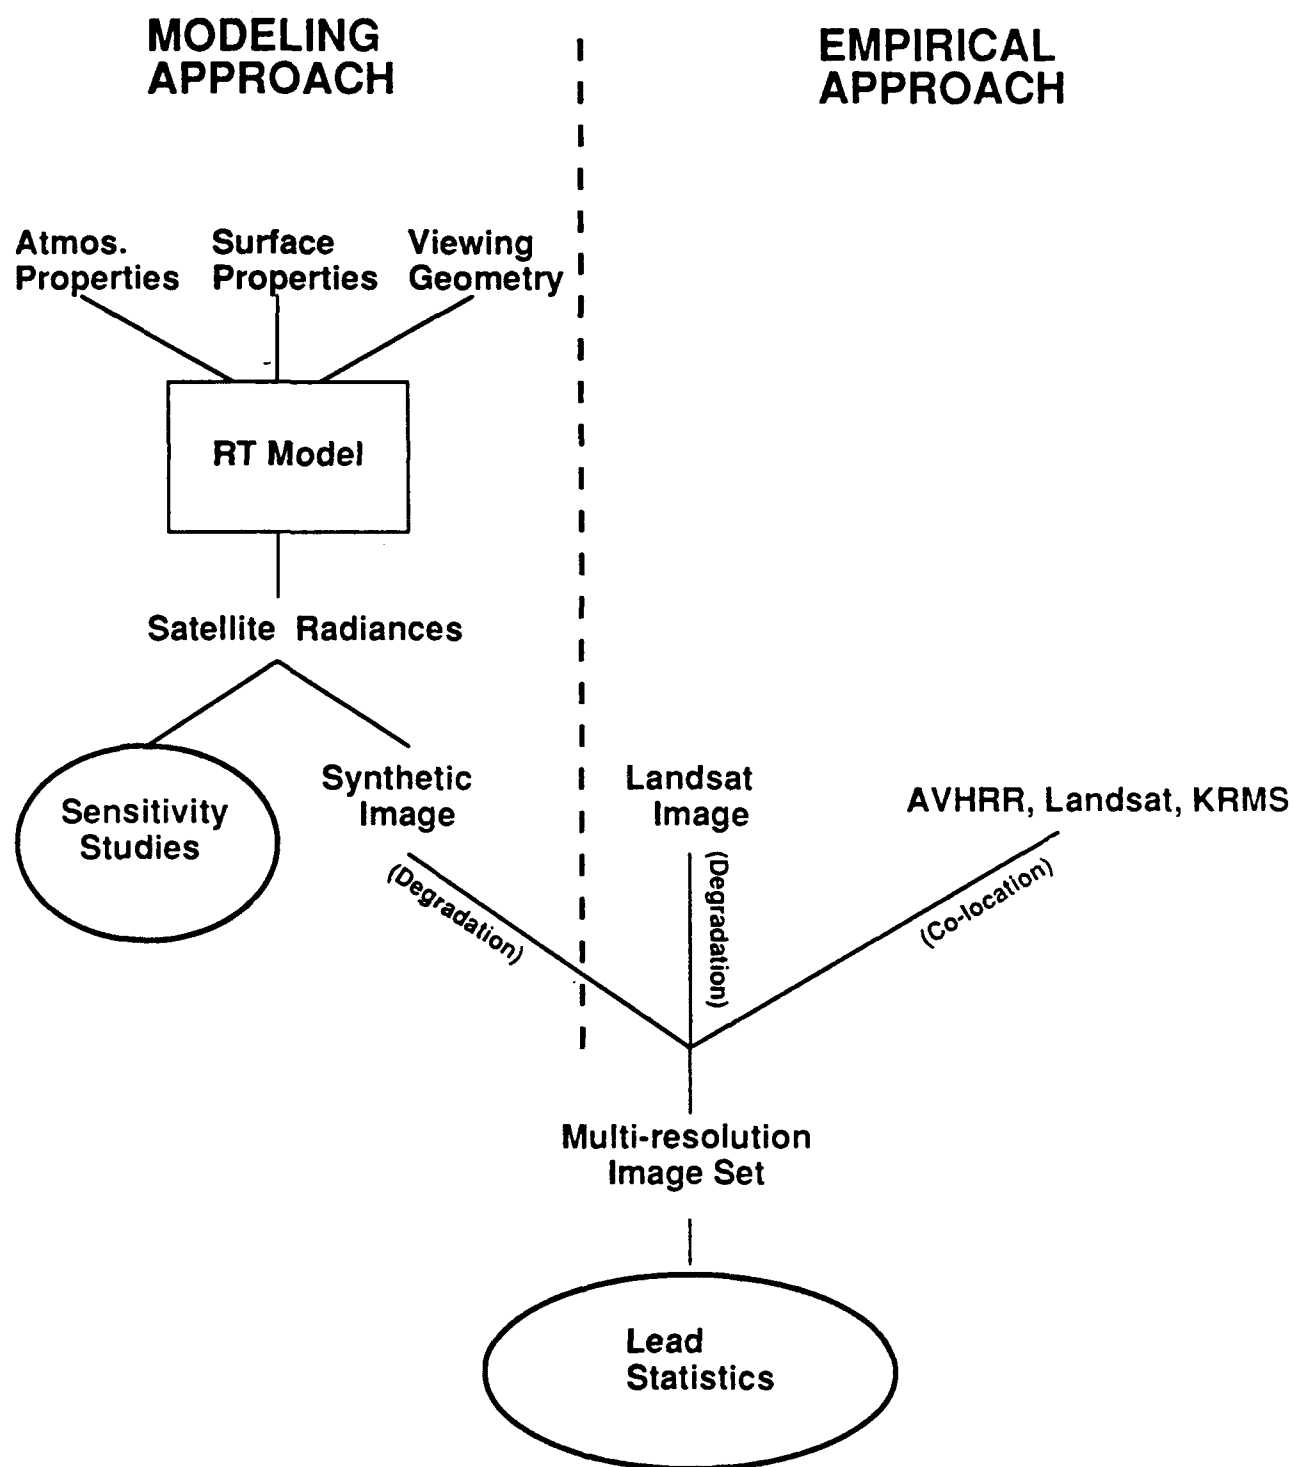 MODELING
APPROACH
EMPIRICAL
APPROACH
Atmos.
Properties
Surface
Properties
Viewing
Geometry
RT Model
Satellite Radiances
Sensitivity
Studies
Synthetic
Image
Landsat
Image
AVHRR, Landsat, KRMS
(Degradation)
(Degradation)
(Co-location)
Multi-resolution
Image Set
Lead
Statistics